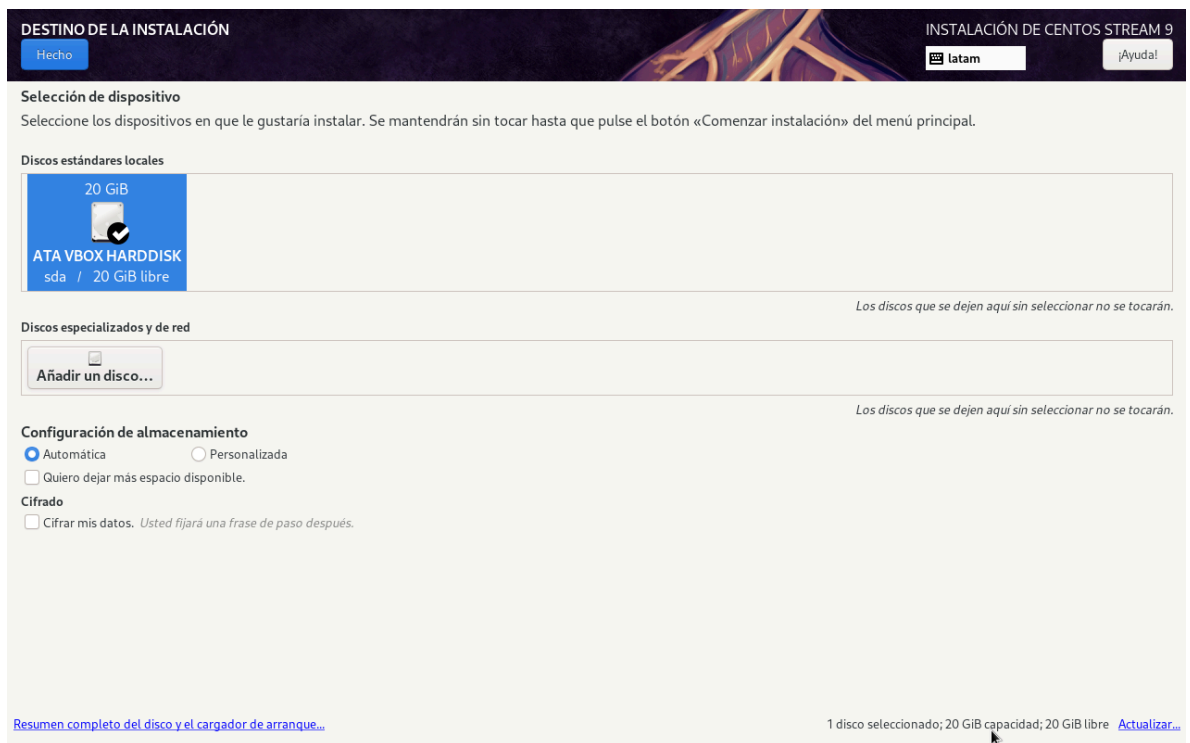 DESTINO DE LA INSTALACIÓN
Hecho
INSTALACIÓN DE CENTOS STREAM 9
latam
¡Ayuda!
Selección de dispositivo
Seleccione los dispositivos en que le gustaría instalar. Se mantendrán sin tocar hasta que pulse el botón «Comenzar instalación» del menú principal.
Discos estándares locales
20 GiB
ATA VBOX HARDDISK
sda / 20 GiB libre
Los discos que se dejen aquí sin seleccionar no se tocarán.
Discos especializados y de red
Añadir un disco...
Los discos que se dejen aquí sin seleccionar no se tocarán.
Configuración de almacenamiento
Automática
Personalizada
Quiero dejar más espacio disponible.
Cifrado
Cifrar mis datos. Usted fijará una frase de paso después.
Resumen completo del disco y el cargador de arranque...
1 disco seleccionado; 20 GiB capacidad; 20 GiB libre Actualizar...